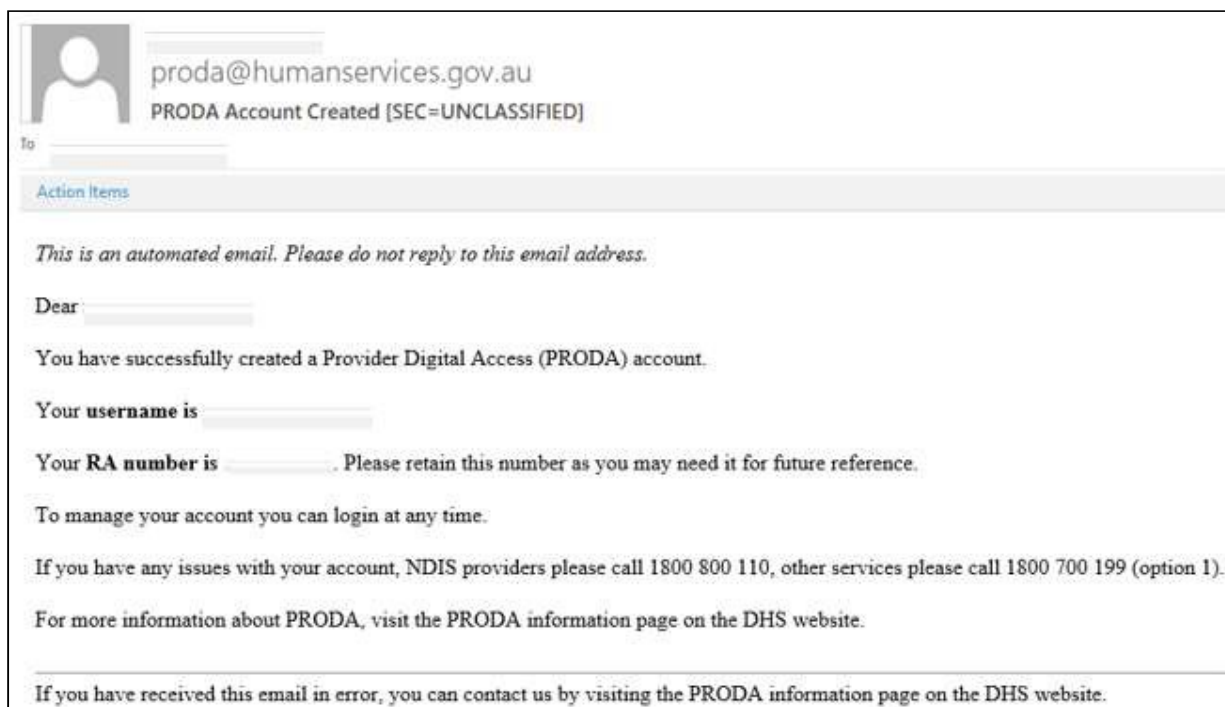 proda@humanservices.gov.au
PRODA Account Created [SEC=UNCLASSIFIED]
To
Action Items
This is an automated email. Please do not reply to this email address.
Dear
You have successfully created a Provider Digital Access (PRODA) account.
Your username is
Your RA number is . Please retain this number as you may need it for future reference.
To manage your account you can login at any time.
If you have any issues with your account, NDIS providers please call 1800 800 110, other services please call 1800 700 199 (option 1).
For more information about PRODA, visit the PRODA information page on the DHS website.
If you have received this email in error, you can contact us by visiting the PRODA information page on the DHS website.